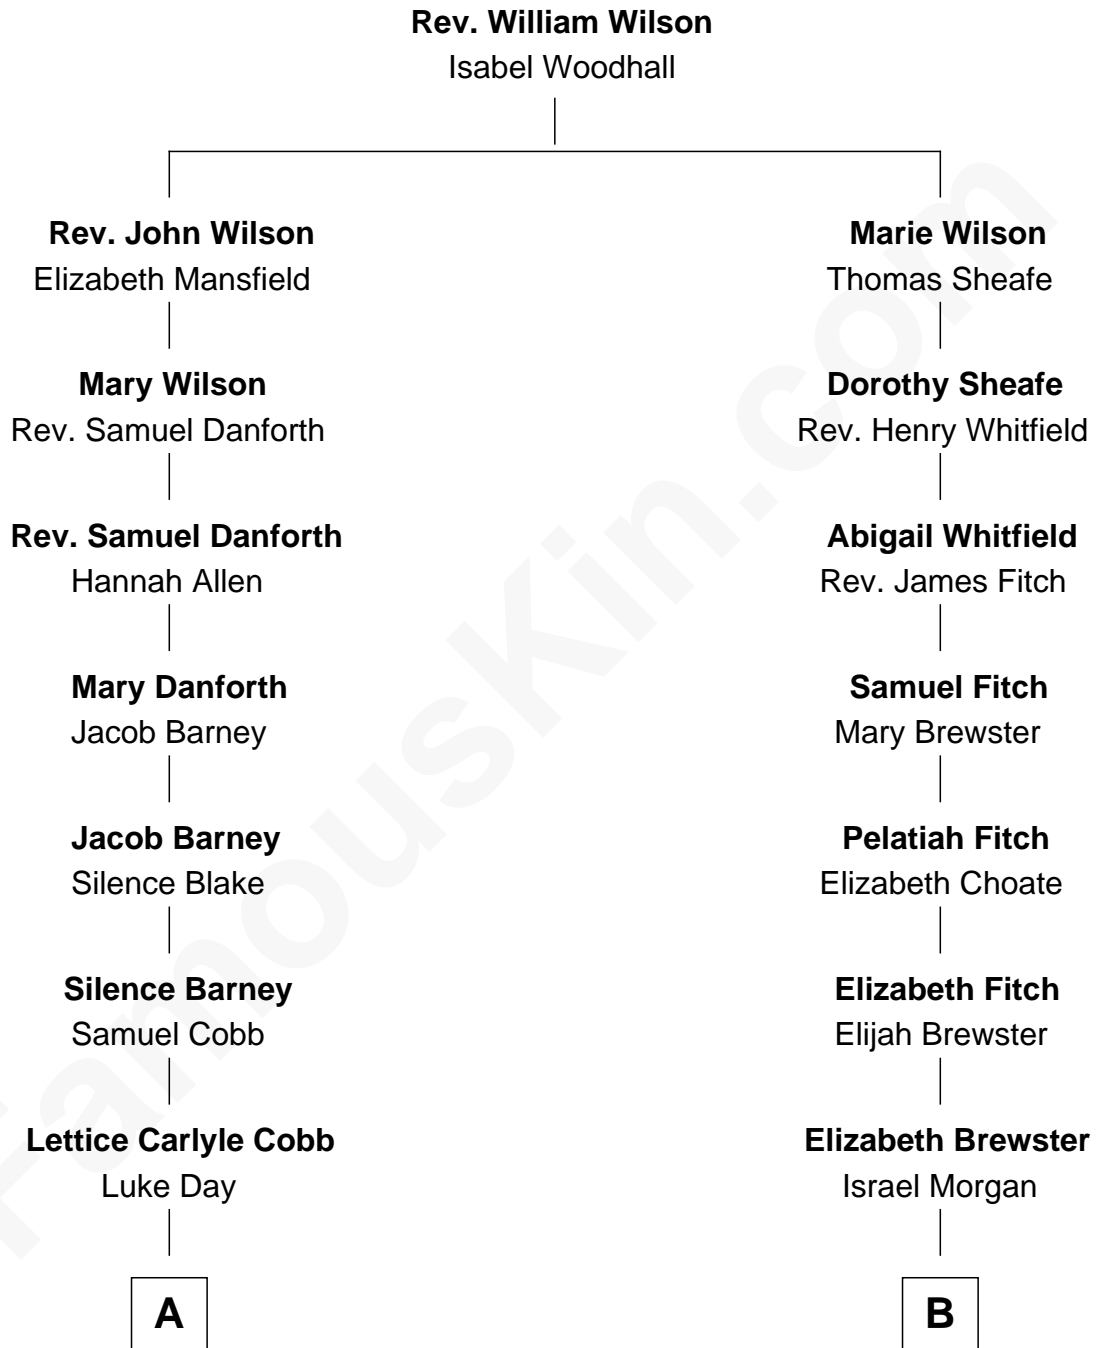 Rev. William Wilson
Isabel Woodhall
Rev. John Wilson
Elizabeth Mansfield
Marie Wilson
Thomas Sheafe
Mary Wilson
Rev. Samuel Danforth
Dorothy Sheafe
Rev. Henry Whitfield
Rev. Samuel Danforth
Hannah Allen
Abigail Whitfield
Rev. James Fitch
Mary Danforth
Jacob Barney
Samuel Fitch
Mary Brewster
Jacob Barney
Silence Blake
Pelatiah Fitch
Elizabeth Choate
Silence Barney
Samuel Cobb
Elizabeth Fitch
Elijah Brewster
Lettice Carlyle Cobb
Luke Day
Elizabeth Brewster
Israel Morgan
A
B
FamousKin.com